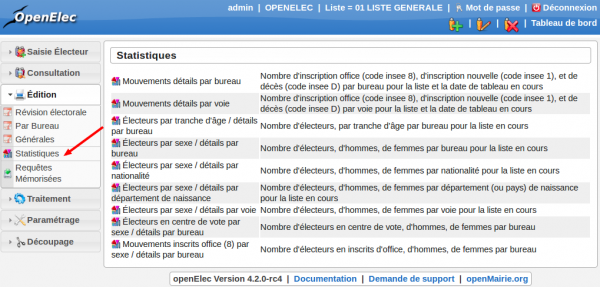 OpenElec
admin | OPENELEC | Liste = 01 LISTE GENERALE | Mot de passe | Déconnexion
| | | Tableau de bord
Saisie Électeur
Consultation
Édition
Révision électorale
Par Bureau
Générales
Statistiques
Requêtes
Mémorisées
Traitement
Paramétrage
Découpage
Statistiques
Mouvements détails par bureau
Nombre d'inscription office (code insee 8), d'inscription nouvelle (code insee 1), et de
décès (code insee D) par bureau pour la liste et la date de tableau en cours
Mouvements détails par voie
Nombre d'inscription office (code insee 8), d'inscription nouvelle (code insee 1), et de
décès (code insee D) par voie pour la liste et la date de tableau en cours
Électeurs par tranche d'âge / détails
par bureau
Nombre d'électeurs, par tranche d'âge par bureau pour la liste en cours
Électeurs par sexe / détails par
bureau
Nombre d'électeurs, d'hommes, de femmes par bureau pour la liste en cours
Électeurs par sexe / détails par
nationalité
Nombre d'électeurs, d'hommes, de femmes par nationalité pour la liste en cours
Électeurs par sexe / détails par
département de naissance
Nombre d'électeurs, d'hommes, de femmes par département (ou pays) de naissance
pour la liste en cours
Électeurs par sexe / détails par voie
Nombre d'électeurs, d'hommes, de femmes par voie pour la liste en cours
Électeurs en centre de vote par
sexe / détails par bureau
Nombre d'électeurs en centre de vote, d'hommes, de femmes par bureau
Mouvements inscrits office (8) par
sexe / détails par bureau
Nombre d'électeurs en inscrits d'office, d'hommes, de femmes par bureau
openElec Version 4.2.0-rc4 | Documentation | Demande de support | openMairie.org